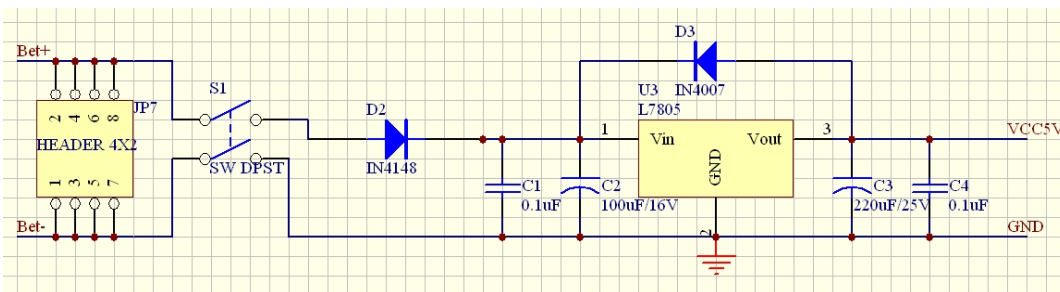 Bet+
2 4 6 8
JP7
HEADER 4X2
1 3 5 7
Bet-
S1
SW DPST
D2
IN4148
C1
0.1uF
C2
100uF/16V
D3
IN4007
U3
L7805
1
Vin
Vout
3
GND
2
C3
220uF/25V
C4
0.1uF
VCC5V
GND